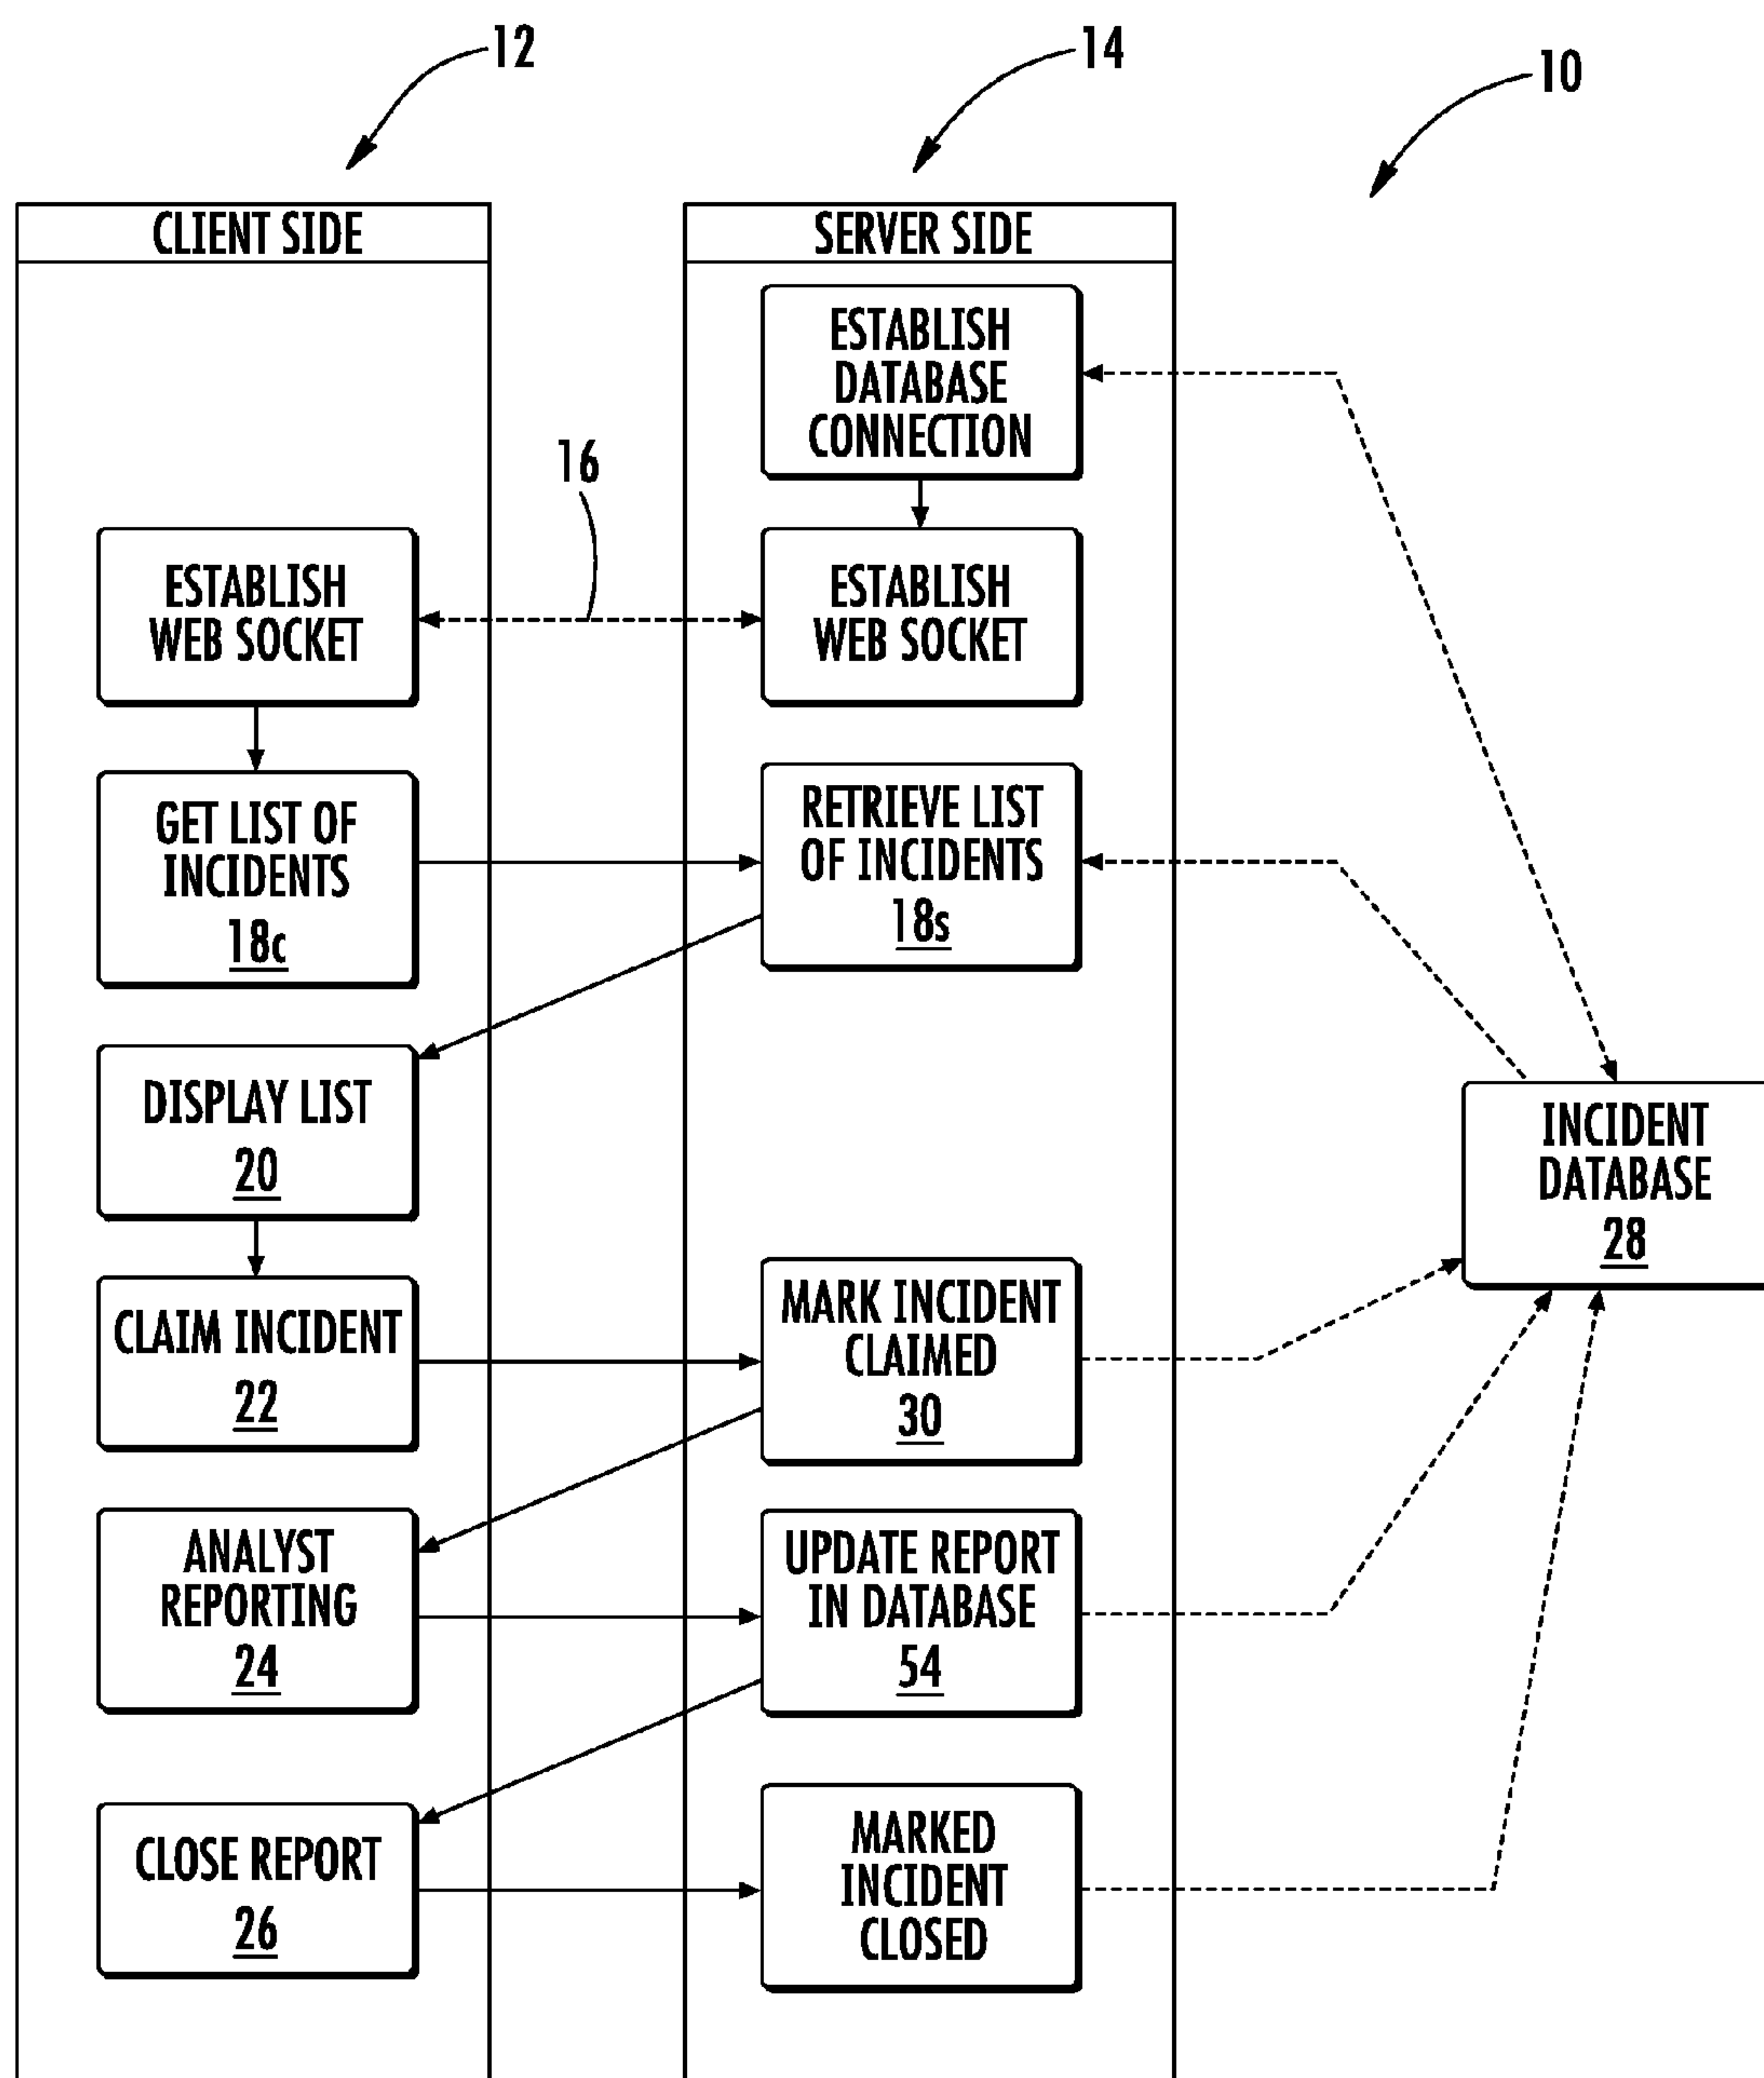 12
14
10
CLIENT SIDE
SERVER SIDE
ESTABLISH
DATABASE
CONNECTION
16
ESTABLISH
WEB SOCKET
ESTABLISH
WEB SOCKET
GET LIST OF
INCIDENTS
18c
RETRIEVE LIST
OF INCIDENTS
18s
DISPLAY LIST
20
INCIDENT
DATABASE
28
CLAIM INCIDENT
22
MARK INCIDENT
CLAIMED
30
ANALYST
REPORTING
24
UPDATE REPORT
IN DATABASE
54
CLOSE REPORT
26
MARKED
INCIDENT
CLOSED